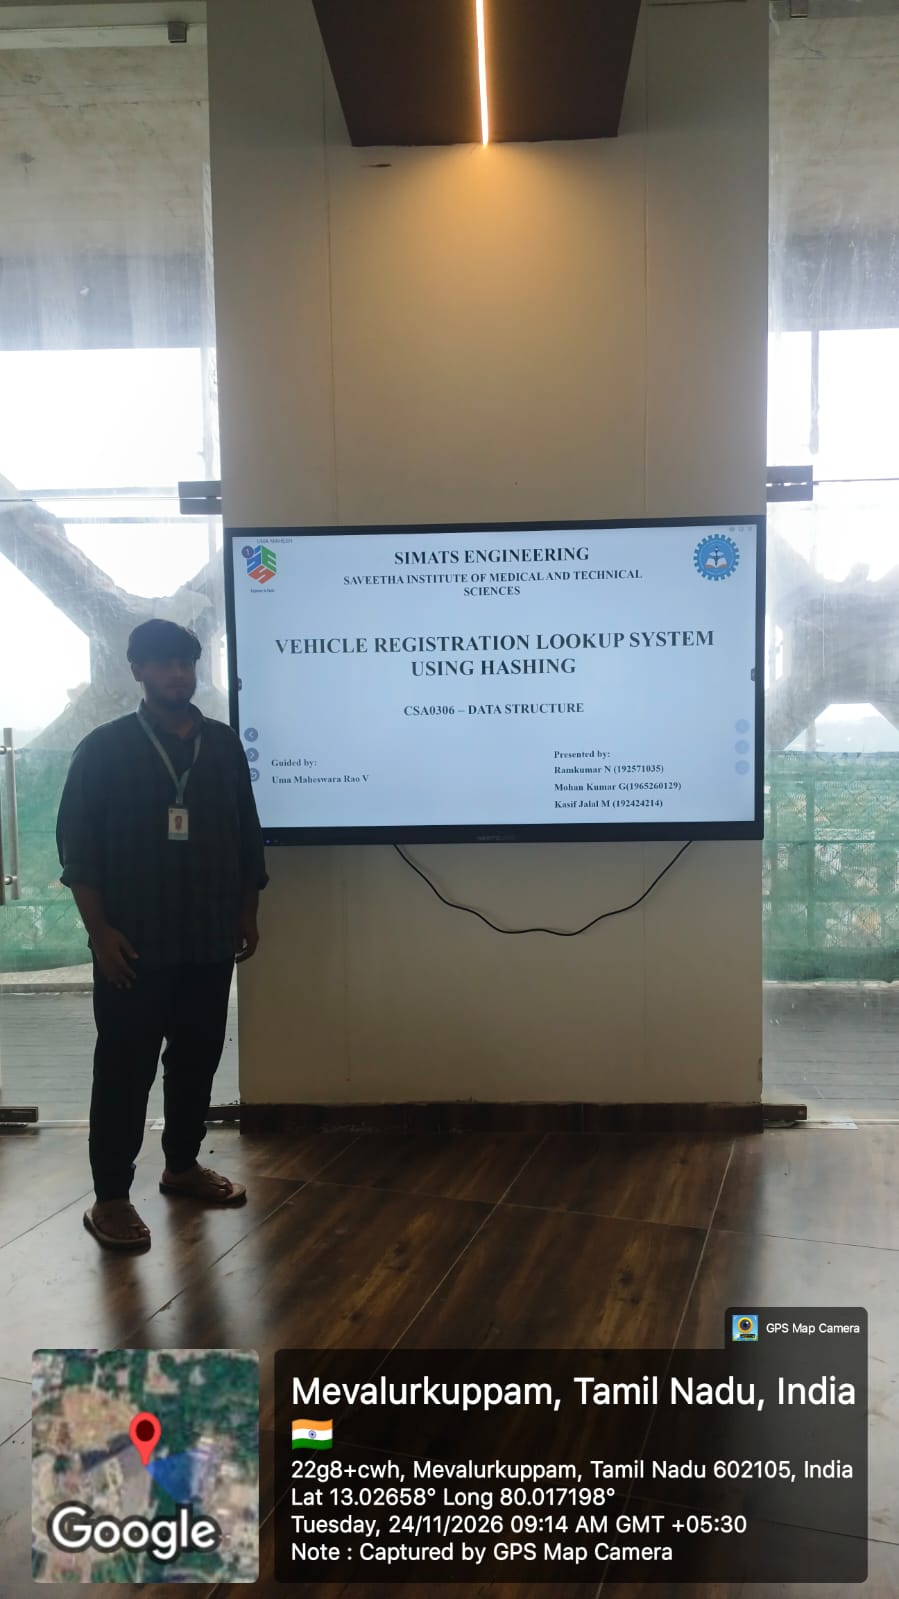 UMA MAHESH
1
SIMATS ENGINEERING
SAVEETHA INSTITUTE OF MEDICAL AND TECHNICAL
SCIENCES
VEHICLE REGISTRATION LOOKUP SYSTEM
USING HASHING
CSA0306 – DATA STRUCTURE
Guided by:
Uma Maheswara Rao V
Presented by:
Ramkumar N (192571035)
Mohan Kumar G(1965260129)
Kasif Jalal M (192424214)
GPS Map Camera
Mevalurkuppam, Tamil Nadu, India
22g8+cwh, Mevalurkuppam, Tamil Nadu 602105, India
Lat 13.02658° Long 80.017198°
Tuesday, 24/11/2026 09:14 AM GMT +05:30
Note : Captured by GPS Map Camera
Google